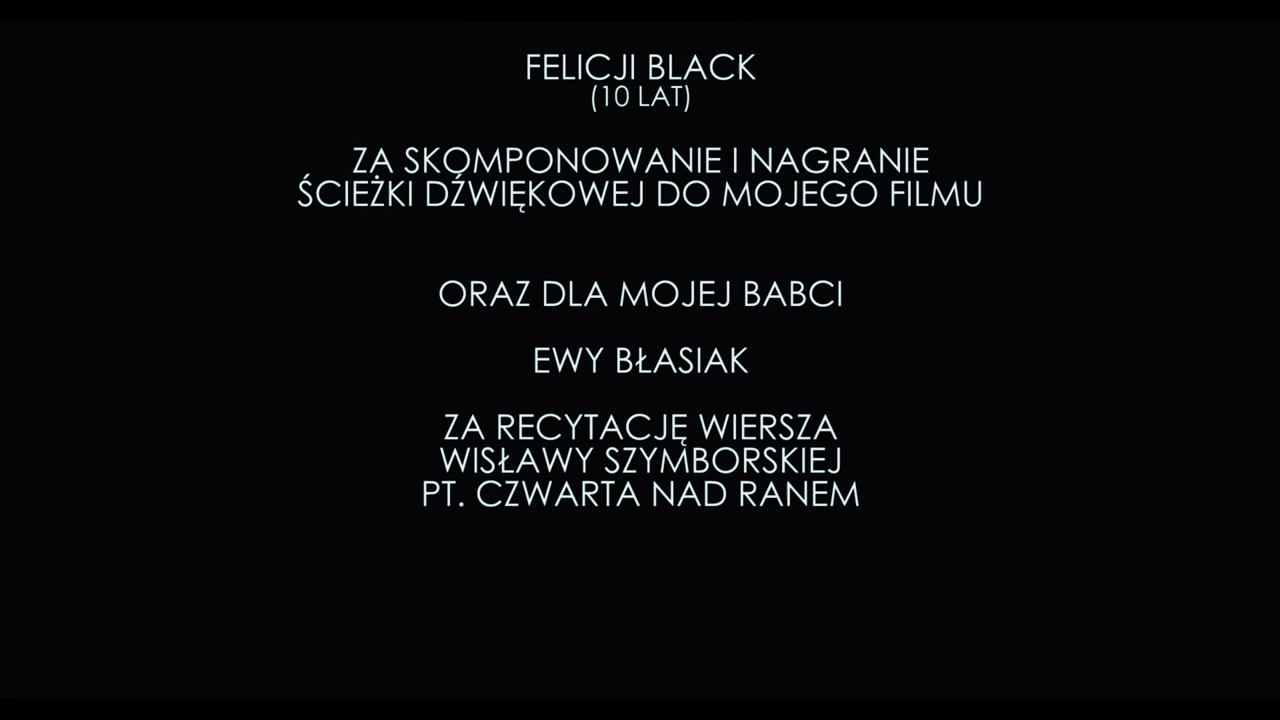 FELICJI BLACK
(10 LAT)
ZA SKOMPONOWANIE I NAGRANIE
ŚCIEŻKI DŹWIĘKOWEJ DO MOJEGO FILMU
ORAZ DLA MOJEJ BABCI
EWY BŁASIAK
ZA RECYTACJĘ WIERSZA
WISŁAWY SZYMBORSKIEJ
PT. CZWARTA NAD RANEM